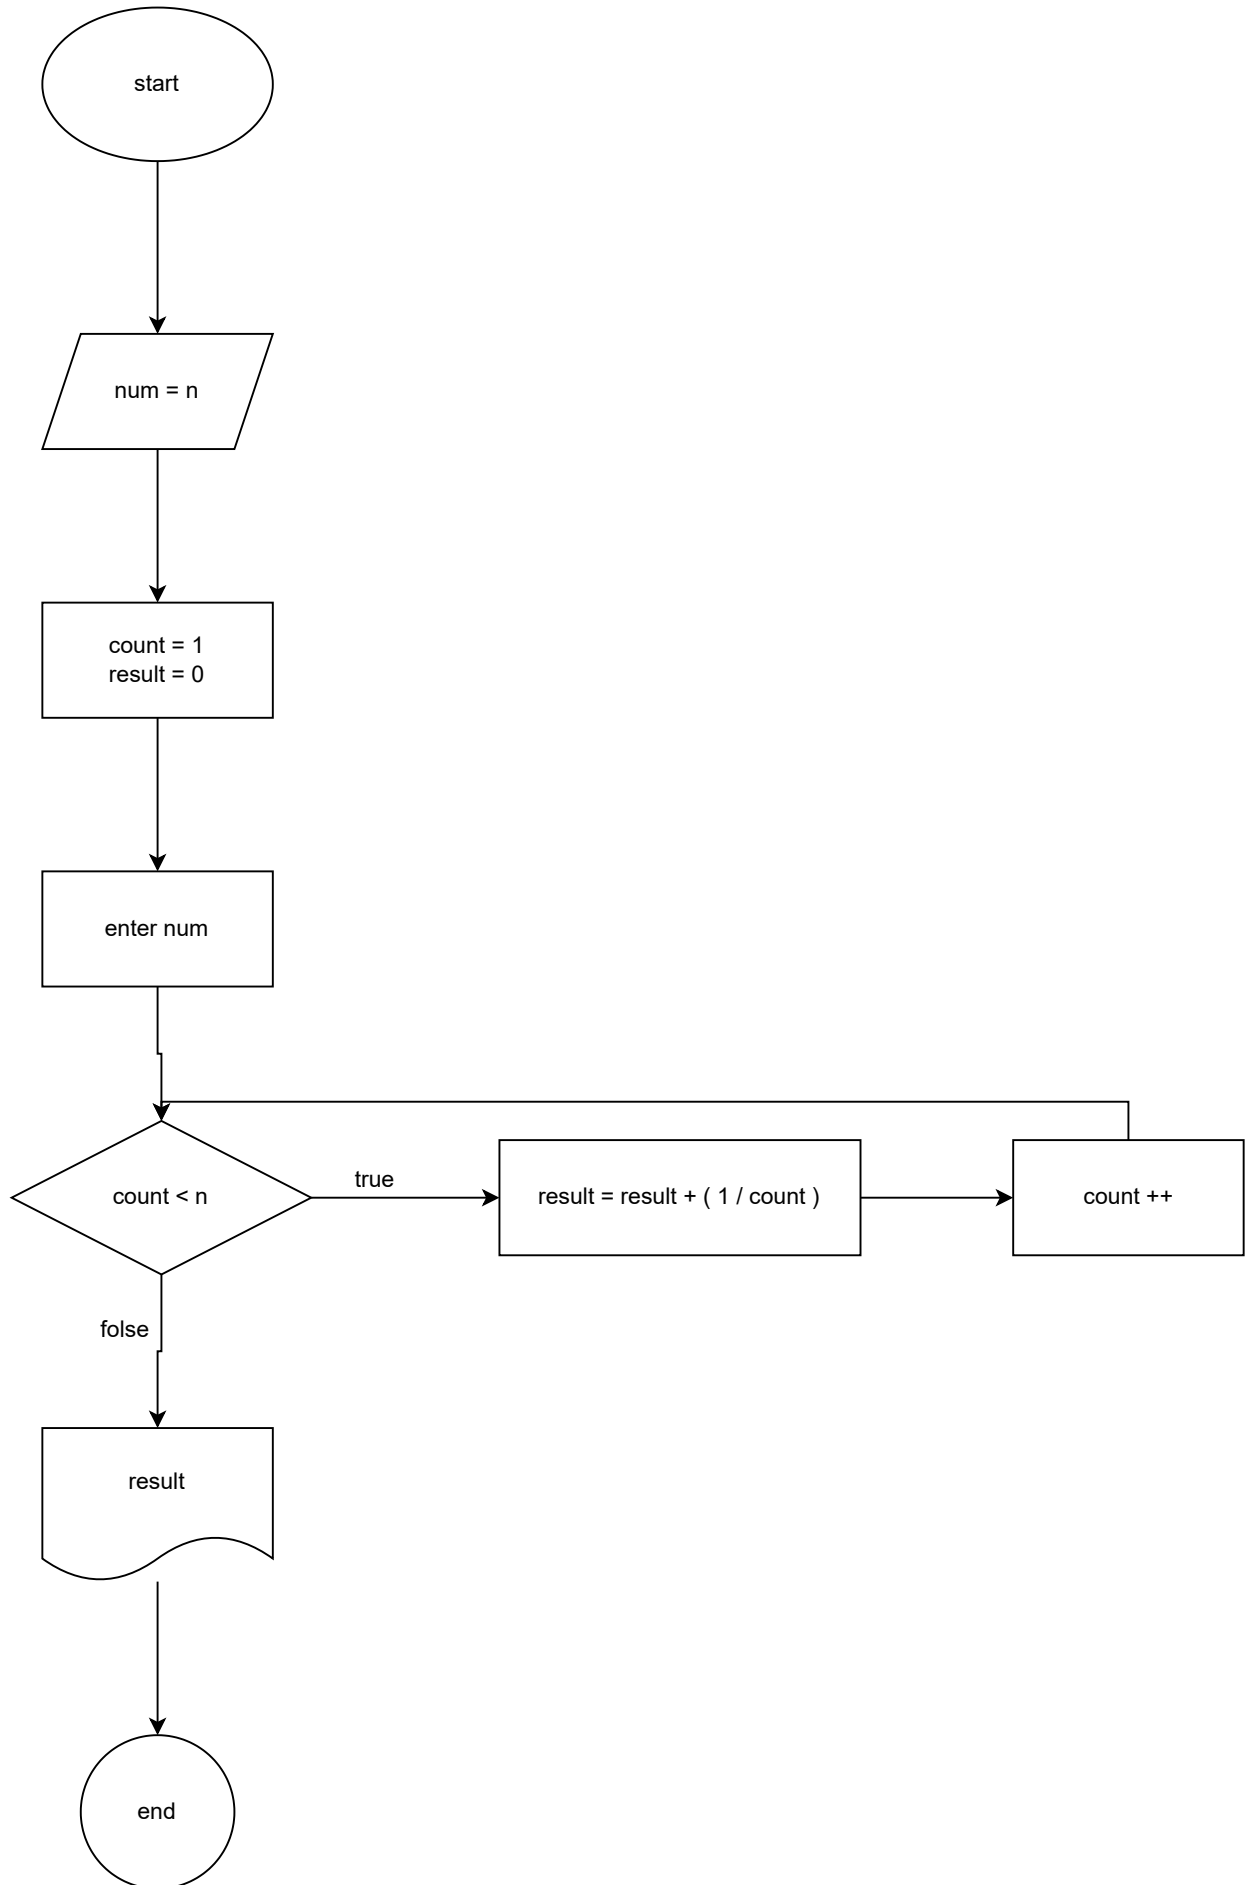 start
num = n
count = 1
result = 0
enter num
count < n
true
result = result + ( 1 / count )
count ++
folse
result
end